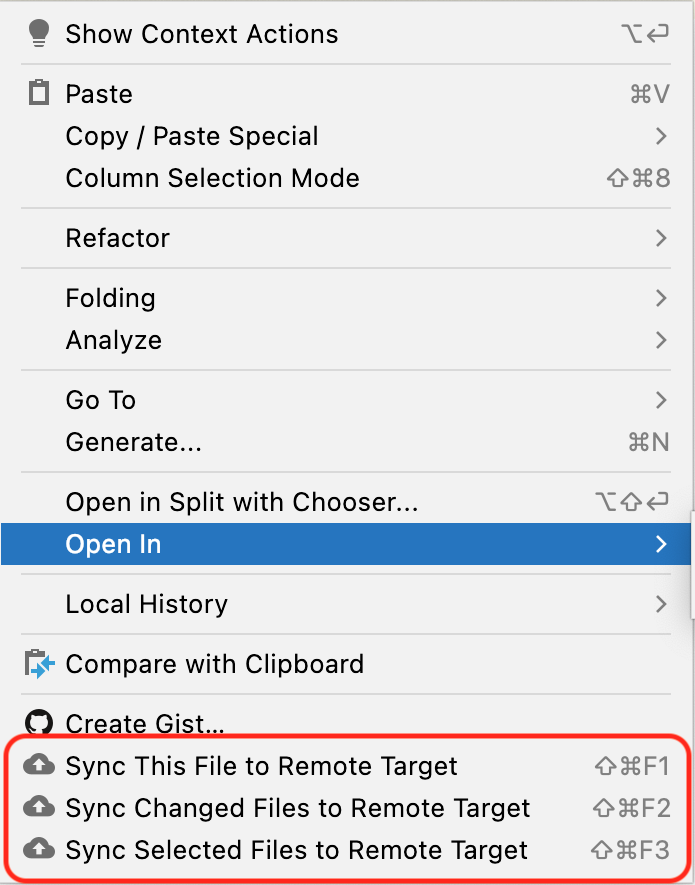 Show Context Actions ⌥↩
Paste ⌘V
Copy / Paste Special
Column Selection Mode ⇧⌘8
Refactor
Folding
Analyze
Go To
Generate... ⌘N
Open in Split with Chooser... ⌥⇧↩
Open In
Local History
Compare with Clipboard
Create Gist...
Sync This File to Remote Target ⇧⌘F1
Sync Changed Files to Remote Target ⇧⌘F2
Sync Selected Files to Remote Target ⇧⌘F3